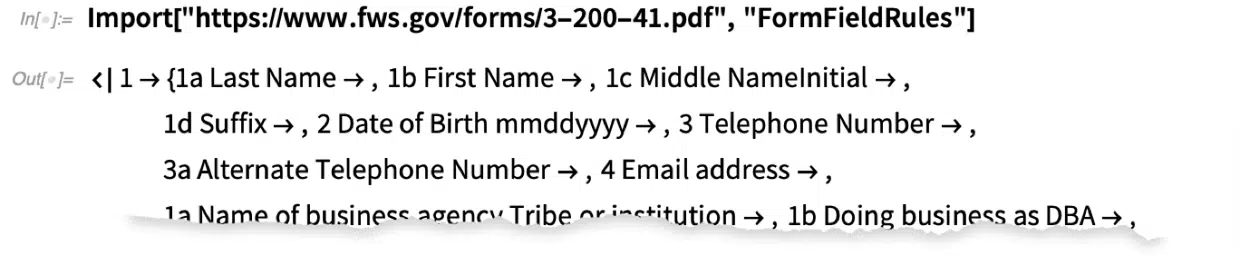 In[◦]:= Import["https://www.fws.gov/forms/3-200-41.pdf", "FormFieldRules"]
Out[◦]= <| 1 → {1a Last Name → , 1b First Name → , 1c Middle NameInitial → ,
1d Suffix → , 2 Date of Birth mmddyyyy → , 3 Telephone Number → ,
3a Alternate Telephone Number → , 4 Email address → ,
1a Name of business agency Tribe or institution → , 1b Doing business as DBA → ,